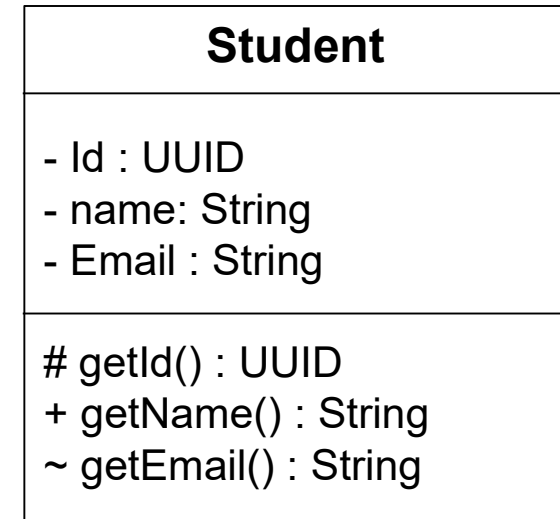 Student
- Id : UUID
- name: String
- Email : String
# getId() : UUID
+ getName() : String
~ getEmail() : String